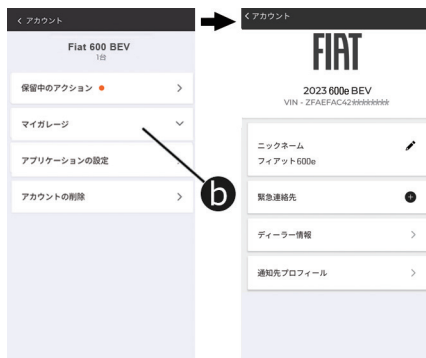 < アカウント
Fiat 600 BEV
1台
保留中のアクション
マイガレージ
アプリケーションの設定
アカウントの削除
b
< アカウント
FIAT
2023 600e BEV
VIN - ZFAEFAC42********
ニックネーム
フィアット600e
緊急連絡先
ディーラー情報
通知先プロフィール